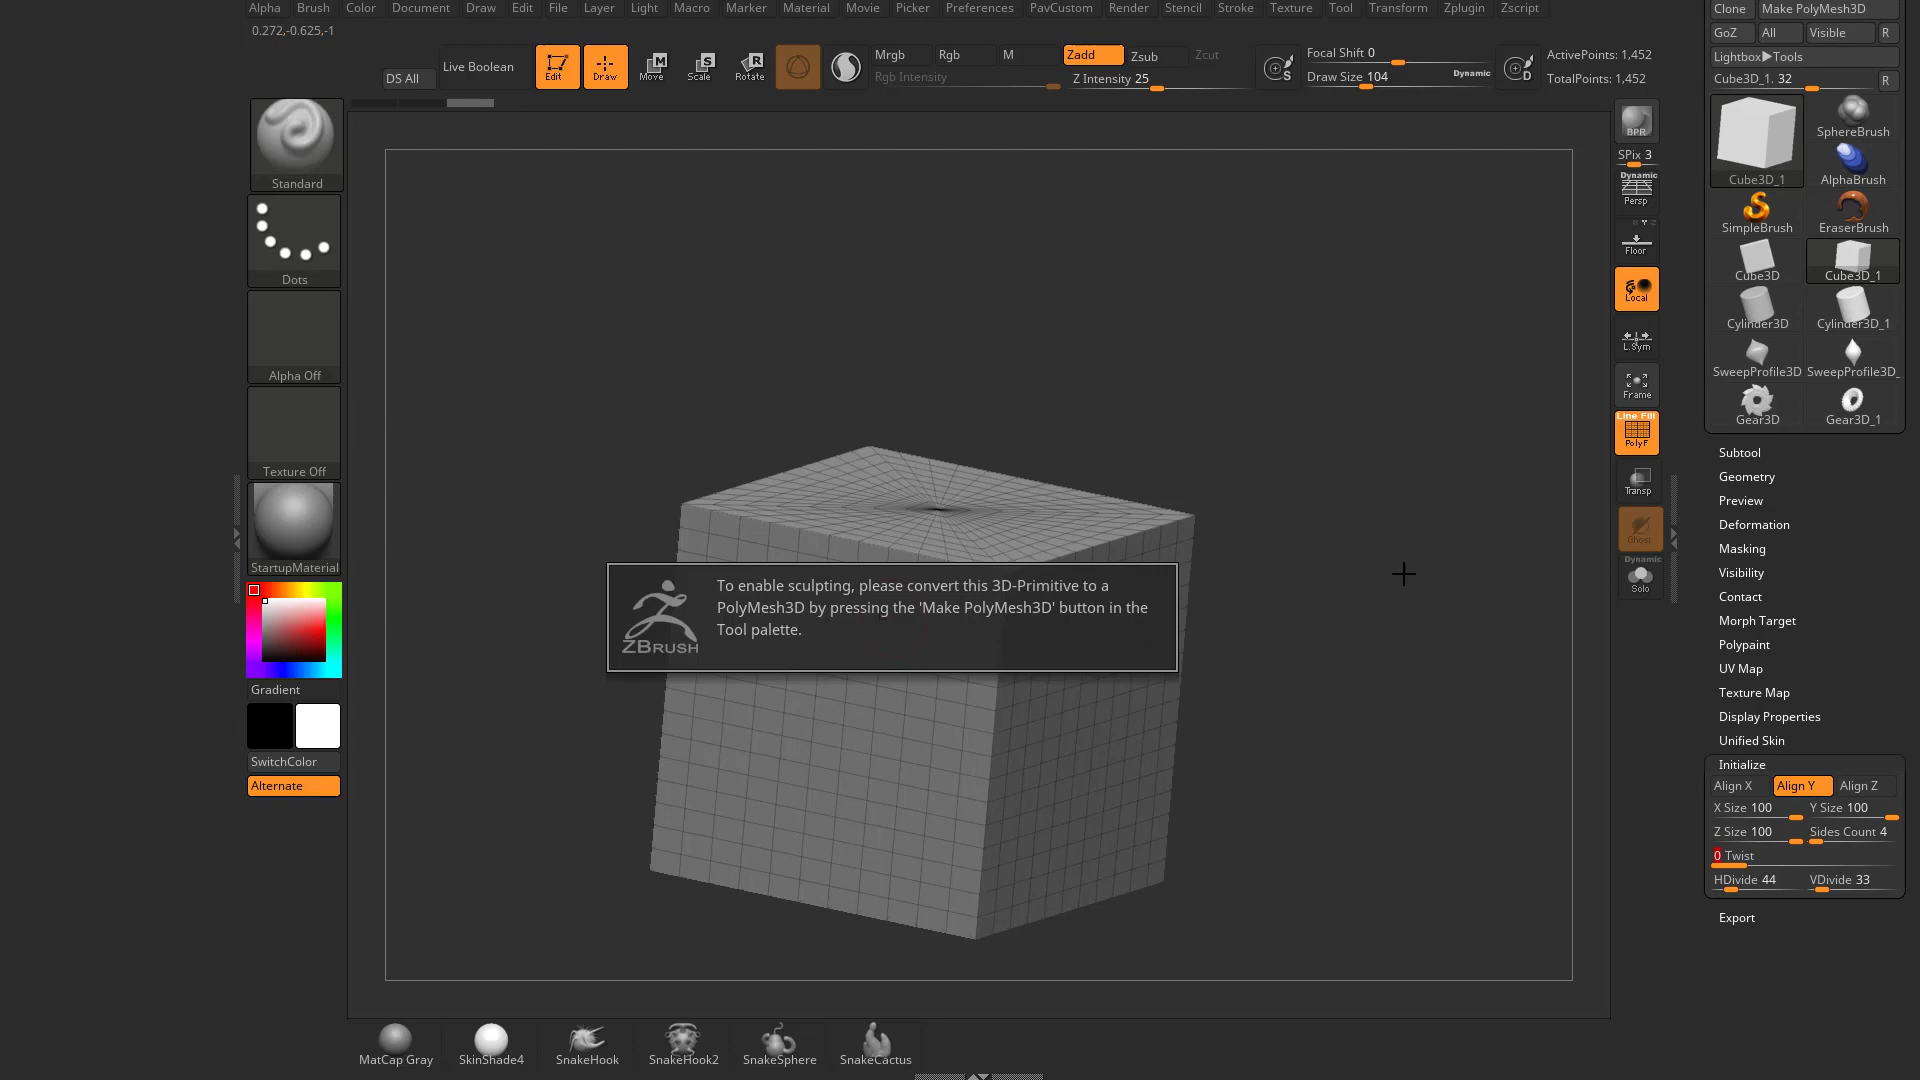 Alpha Brush Color Document Draw Edit File Layer Light Macro Marker Material Movie Picker Preferences PavCustom Render Stencil Stroke Texture Tool Transform Zplugin Zscript
0.272,-0.625,-1
DS All
Live Boolean
Edit
Draw
Move
Scale
Rotate
Mrgb Rgb M
Rgb Intensity
Zadd Zsub Zcut
Z Intensity 25
S
Focal Shift 0
Draw Size 104
Dynamic
D
ActivePoints: 1,452
TotalPoints: 1,452
Standard
Dots
Alpha Off
Texture Off
StartupMaterial
Gradient
SwitchColor
Alternate
To enable sculpting, please convert this 3D-Primitive to a
PolyMesh3D by pressing the 'Make PolyMesh3D' button in the
Tool palette.
ZBRUSH
BPR
SPix 3
Dynamic
Persp
Floor
Local
L.Sym
Frame
Line Fill
PolyF
Transp
Ghost
Dynamic
Solo
Clone Make PolyMesh3D
GoZ All Visible R
Lightbox▶Tools
Cube3D_1. 32 R
Cube3D_1
SphereBrush
AlphaBrush
SimpleBrush EraserBrush
Cube3D Cube3D_1
Cylinder3D Cylinder3D_1
SweepProfile3D SweepProfile3D_
Gear3D Gear3D_1
Subtool
Geometry
Preview
Deformation
Masking
Visibility
Contact
Morph Target
Polypaint
UV Map
Texture Map
Display Properties
Unified Skin
Initialize
Align X Align Y Align Z
X Size 100 Y Size 100
Z Size 100 Sides Count 4
0 Twist
HDivide 44 VDivide 33
Export
MatCap Gray SkinShade4 SnakeHook SnakeHook2 SnakeSphere SnakeCactus